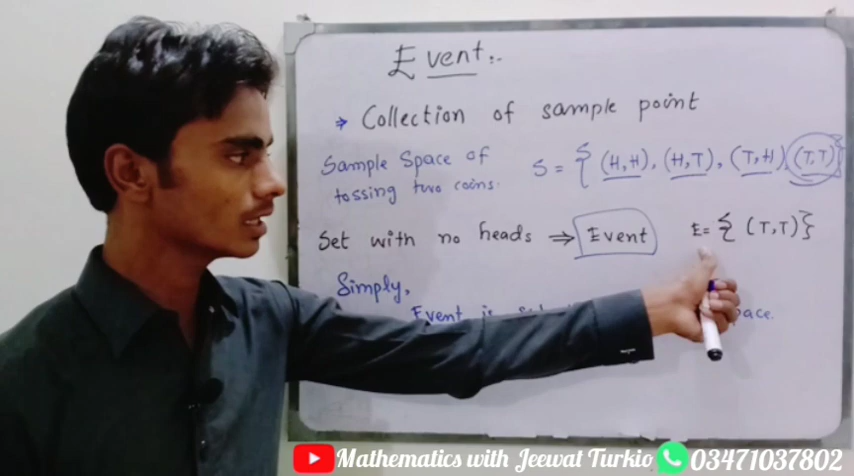 Event:-
→ Collection of sample point
Sample Space of
tossing two coins.
S = { (H,H), (H,T), (T,H) (T,T) }
Set with no heads ⇒ Event E= { (T,T) }
Simply,
Event is
Mathematics with Jeewat Turkio 03471037802